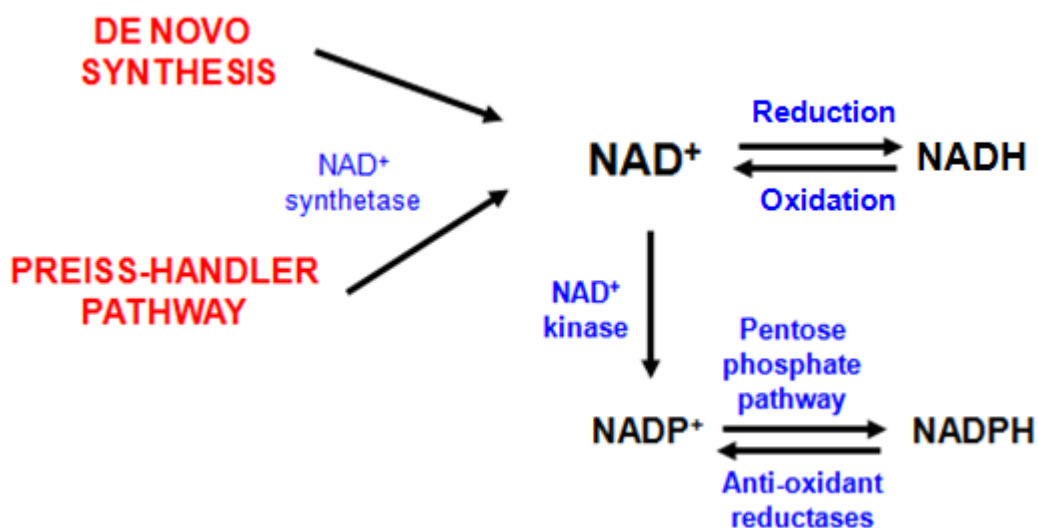 DE NOVO
SYNTHESIS
NAD⁺
synthetase
PREISS-HANDLER
PATHWAY
NAD⁺
Reduction
Oxidation
NADH
NAD⁺
kinase
NADP⁺
Pentose
phosphate
pathway
Anti-oxidant
reductases
NADPH